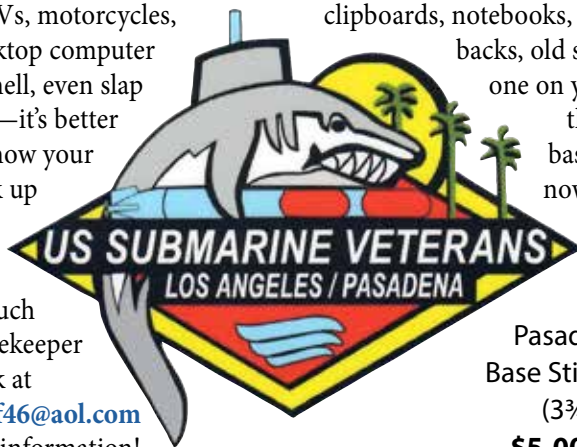 Vs, motorcycles,
ktop computer
ell, even slap
—it's better
now your
k up
uch
ekeeper
k at
f46@aol.com
information!
clipboards, notebooks,
backs, old s
one on y
th
bas
now
US SUBMARINE VETERANS
LOS ANGELES / PASADENA
Pasad
Base Sti
(3¾
$5.00